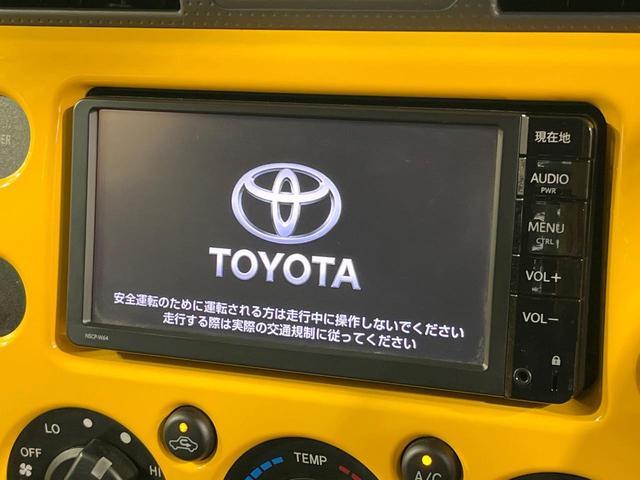 現在地
AUDIO
PWR
MENU
CTRL
VOL+
VOL−
TOYOTA
安全運転のために運転される方は走行中に操作しないでください
走行する際は実際の交通規制に従ってください
NSCP-W64
LO
OFF
HI
TEMP
A/C